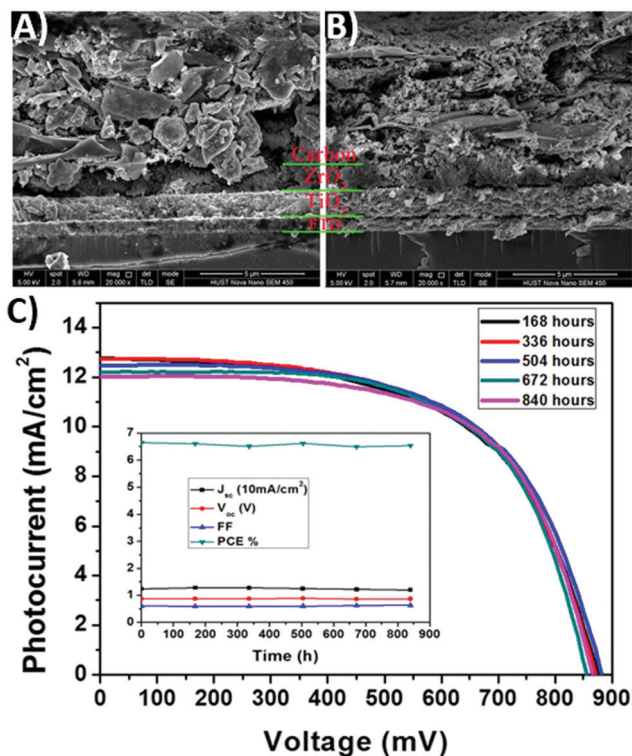 A)
B)
Carbon
ZrO₂
TiO₂
FTO
HV spot WD mag □ det mode
5.00 kV 2.0 5.6 mm 20 000 x TLD SE
5 µm
HUST Nova Nano SEM 450
HV spot WD mag □ det mode
5.00 kV 2.0 5.7 mm 20 000 x TLD SE
5 µm
HUST Nova Nano SEM 450
C)
Photocurrent (mA/cm²)
14
12
10
8
6
4
2
0
168 hours
336 hours
504 hours
672 hours
840 hours
7
6
5
4
3
2
1
0
Jsc (10mA/cm²)
Voc (V)
FF
PCE %
0 100 200 300 400 500 600 700 800 900
Time (h)
0 100 200 300 400 500 600 700 800 900
Voltage (mV)